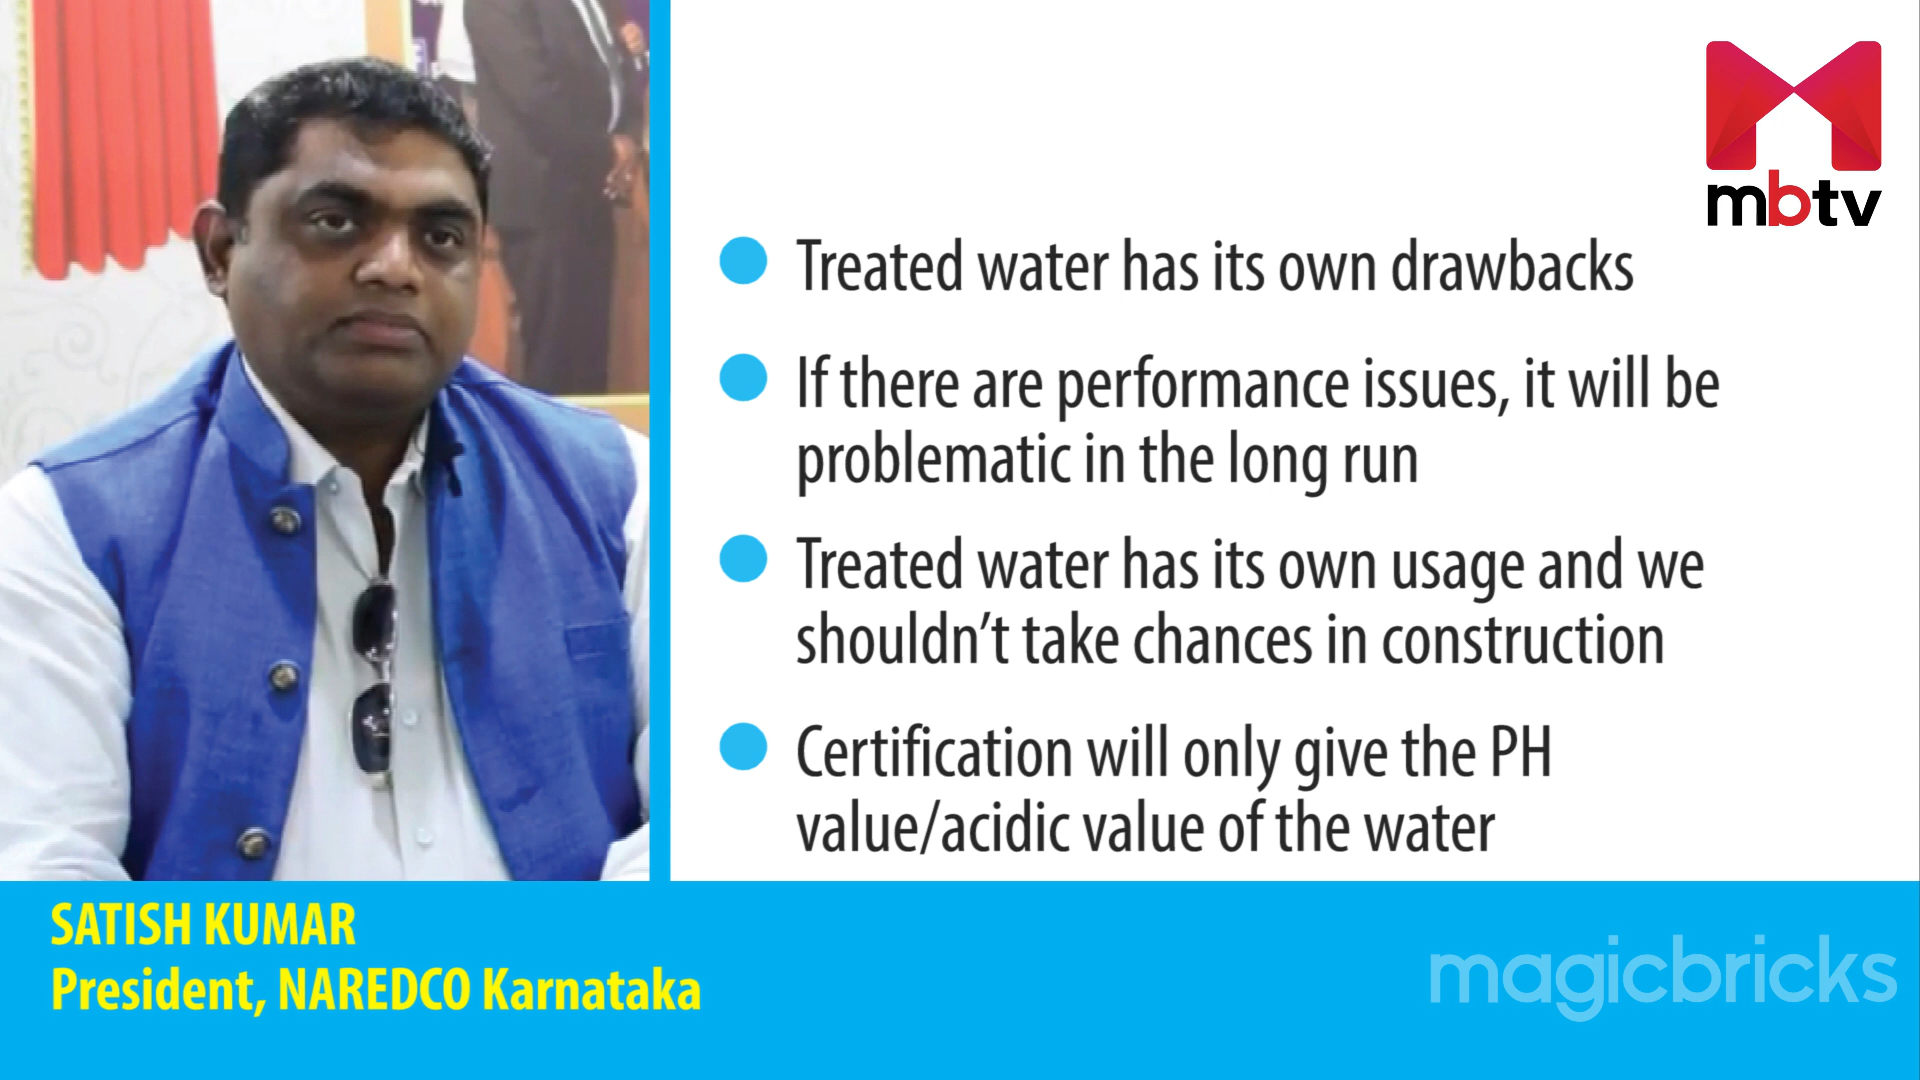 mbtv
Treated water has its own drawbacks
If there are performance issues, it will be
problematic in the long run
Treated water has its own usage and we
shouldn't take chances in construction
Certification will only give the PH
value/acidic value of the water
SATISH KUMAR
President, NAREDCO Karnataka
magicbricks